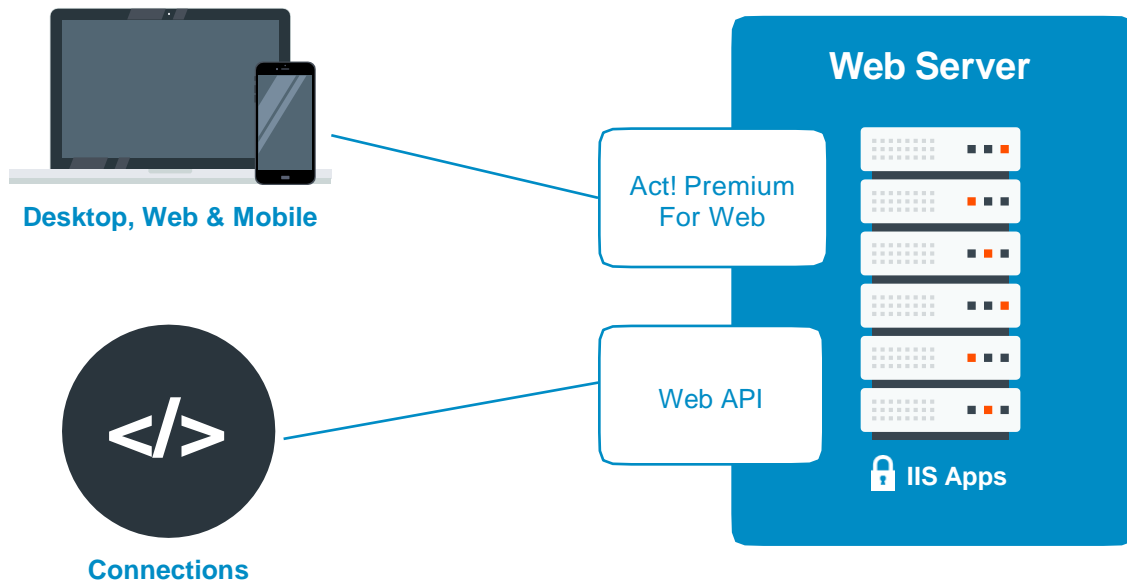 Web Server
Act! Premium
For Web
Desktop, Web & Mobile
Web API
</>
IIS Apps
Connections